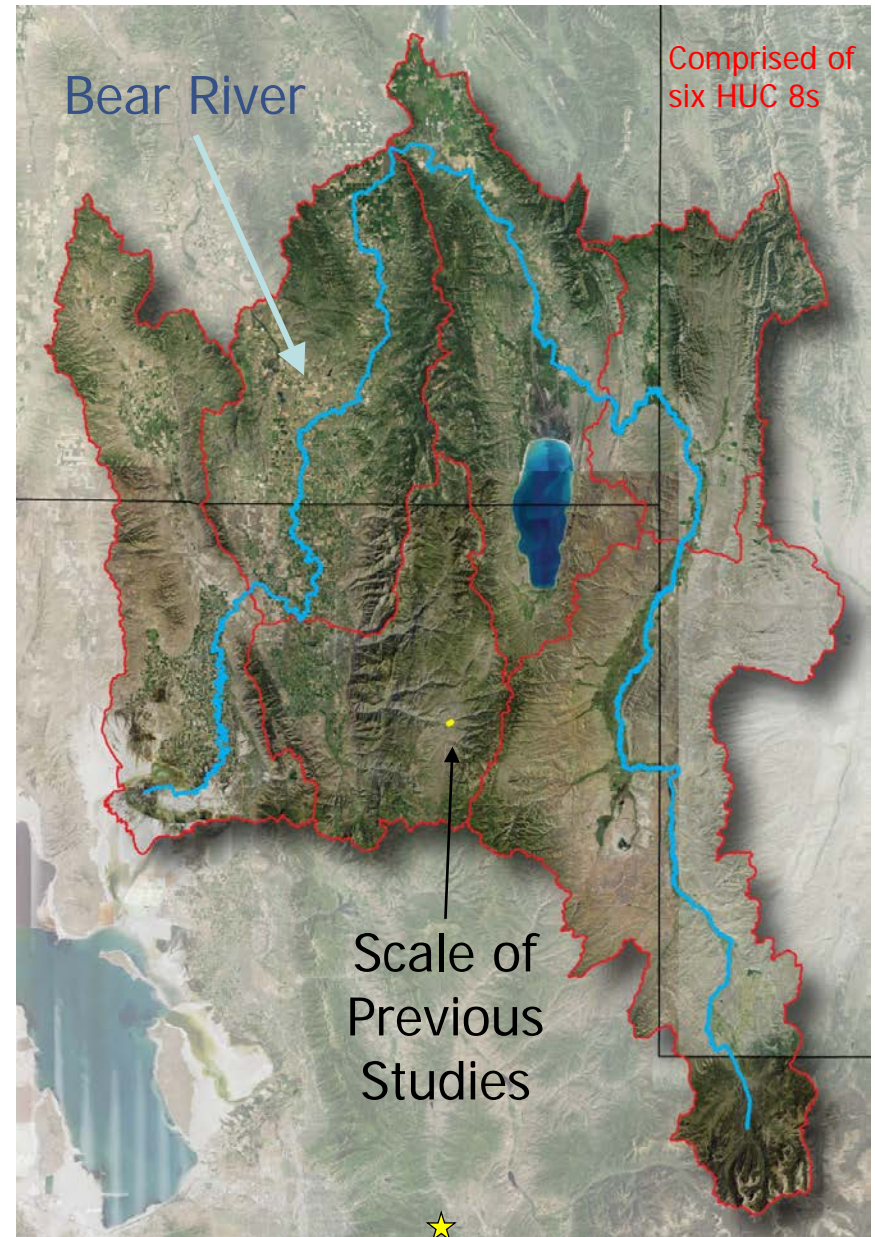 Bear River
Comprised of
six HUC 8s
Scale of
Previous
Studies